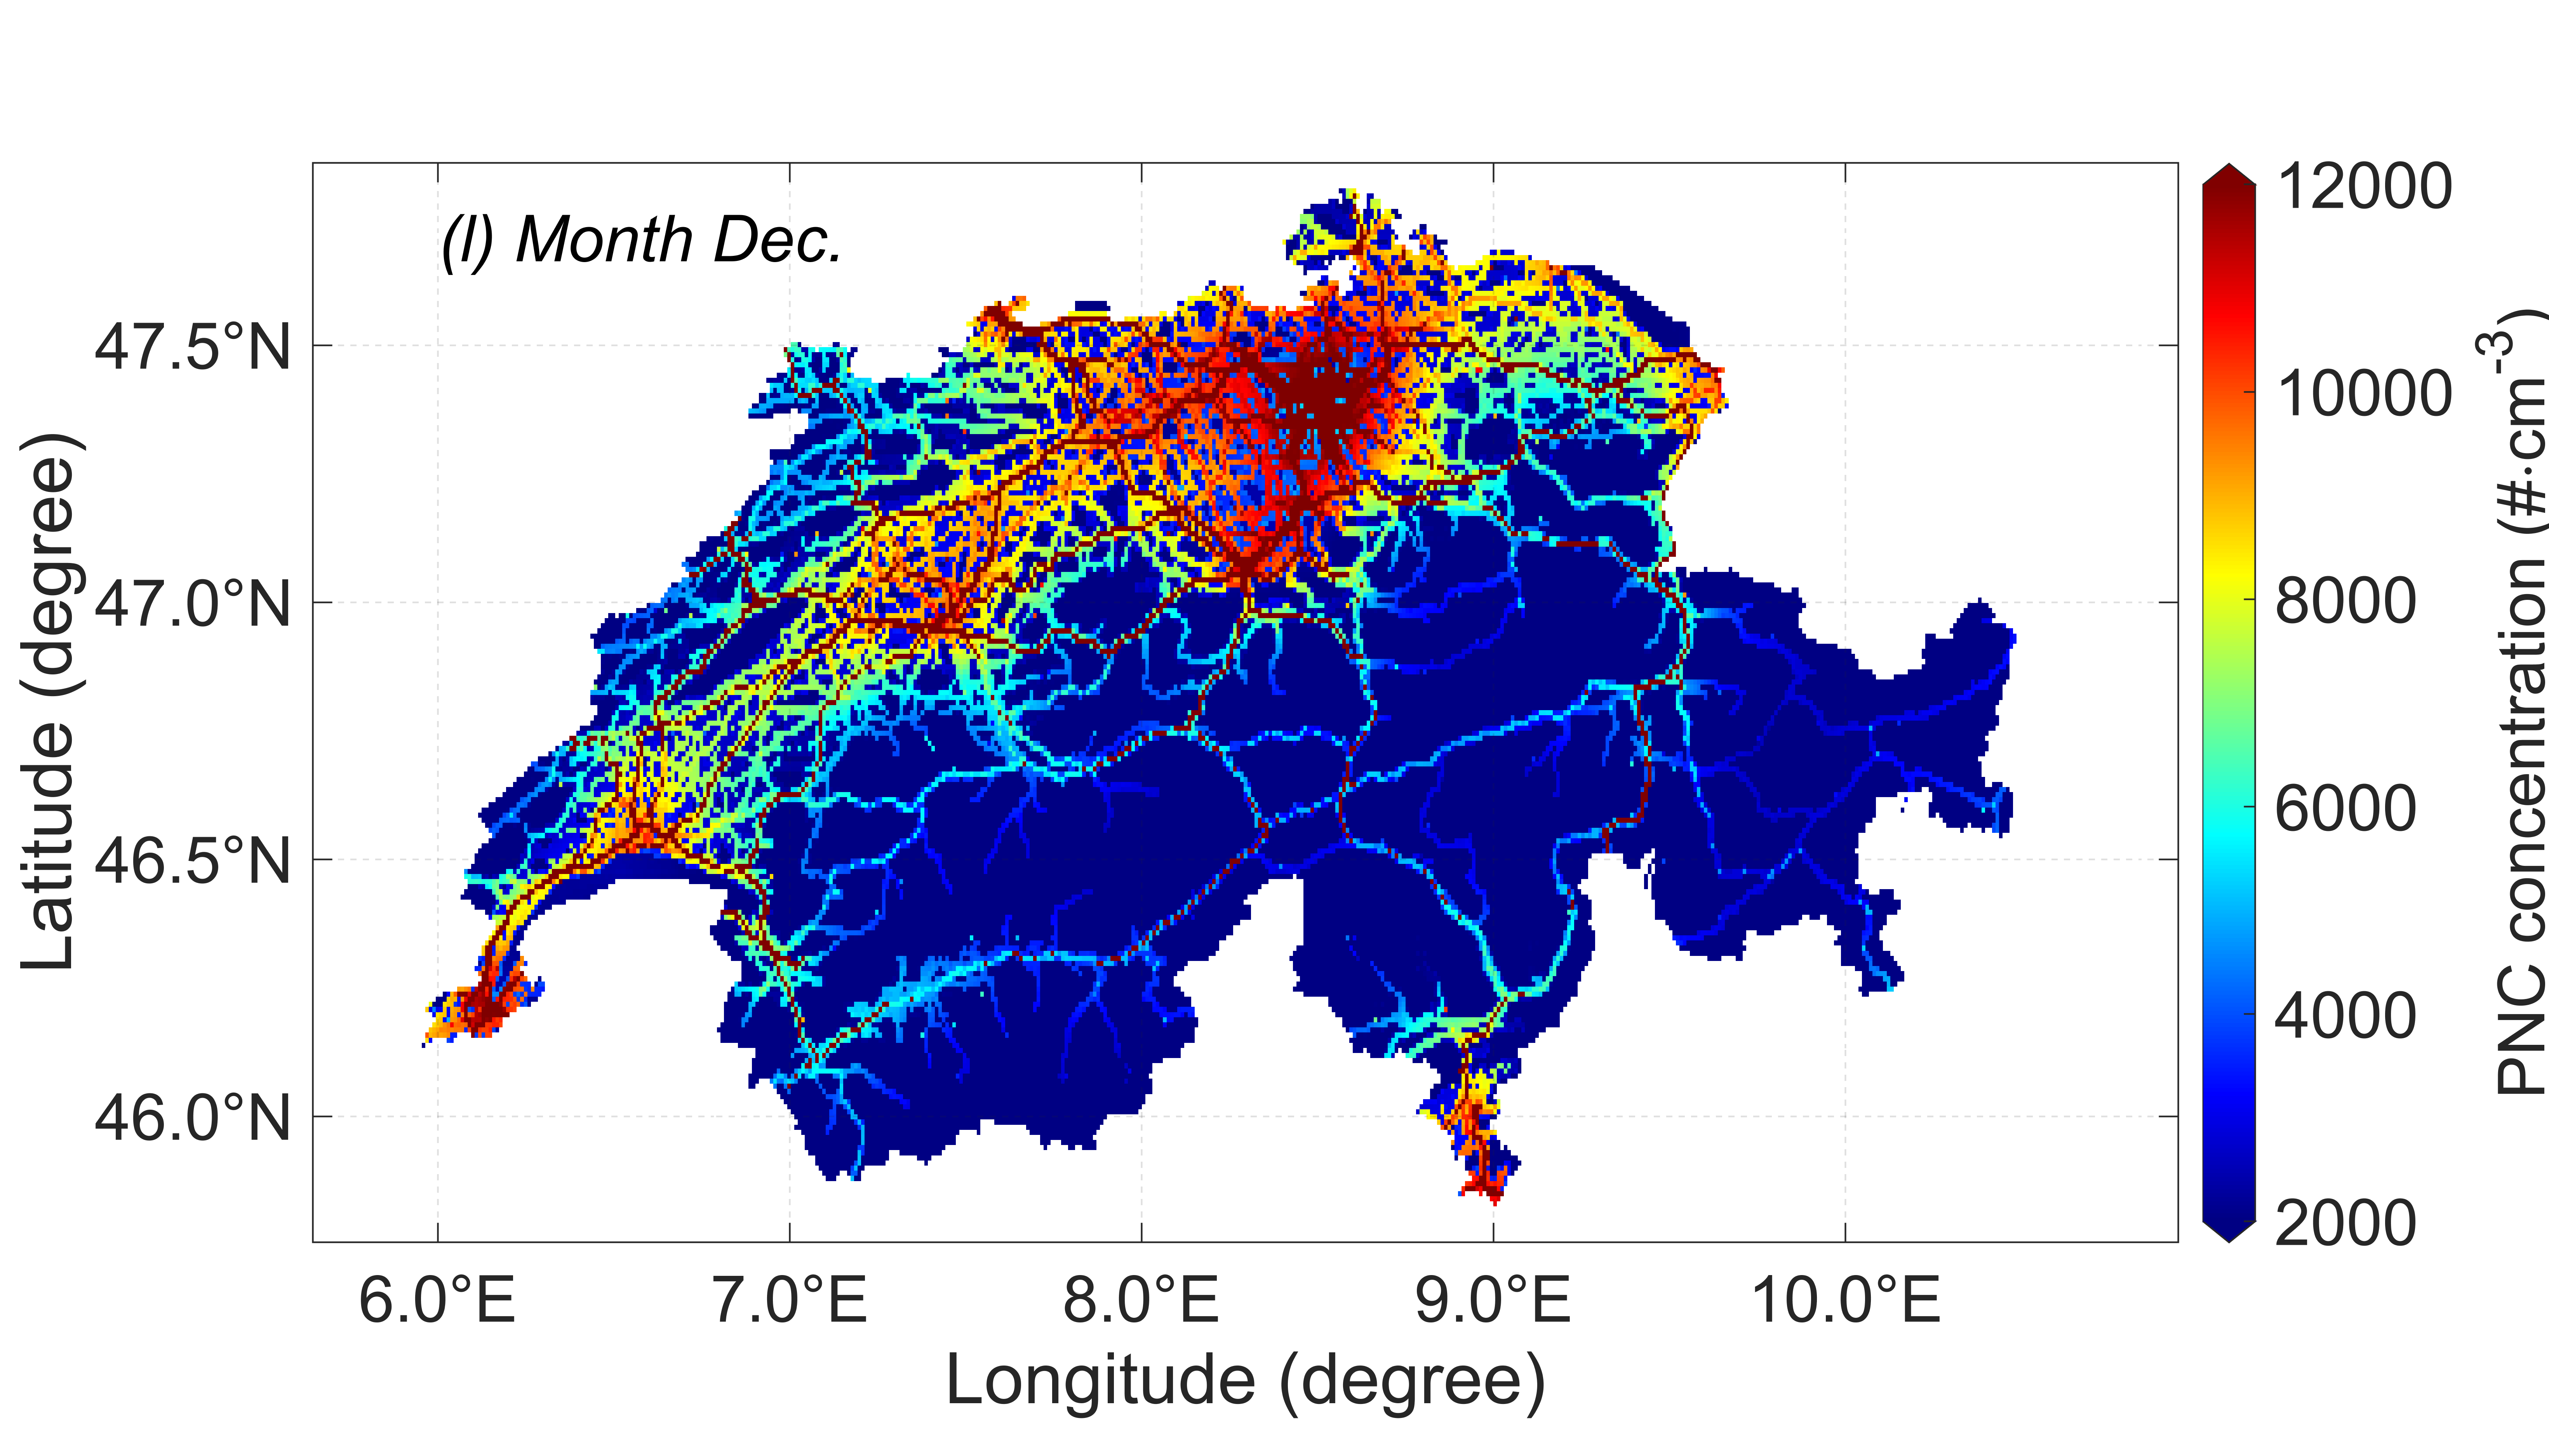 (l) Month Dec.
47.5°N
47.0°N
46.5°N
46.0°N
Latitude (degree)
6.0°E 7.0°E 8.0°E 9.0°E 10.0°E
Longitude (degree)
12000
10000
8000
6000
4000
2000
PNC concentration (#·cm⁻³)